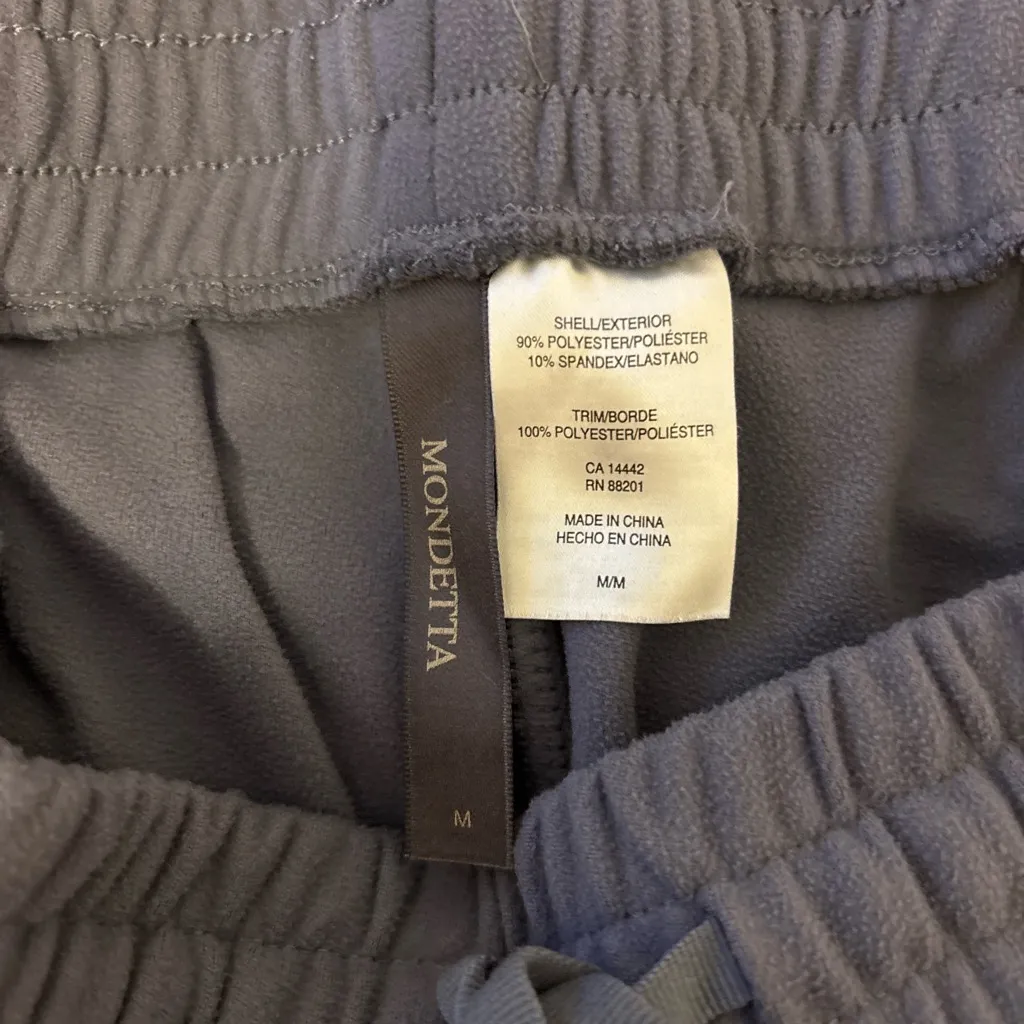 MONDETTA
M
SHELL/EXTERIOR
90% POLYESTER/POLIÉSTER
10% SPANDEX/ELASTANO
TRIM/BORDE
100% POLYESTER/POLIÉSTER
CA 14442
RN 88201
MADE IN CHINA
HECHO EN CHINA
M/M